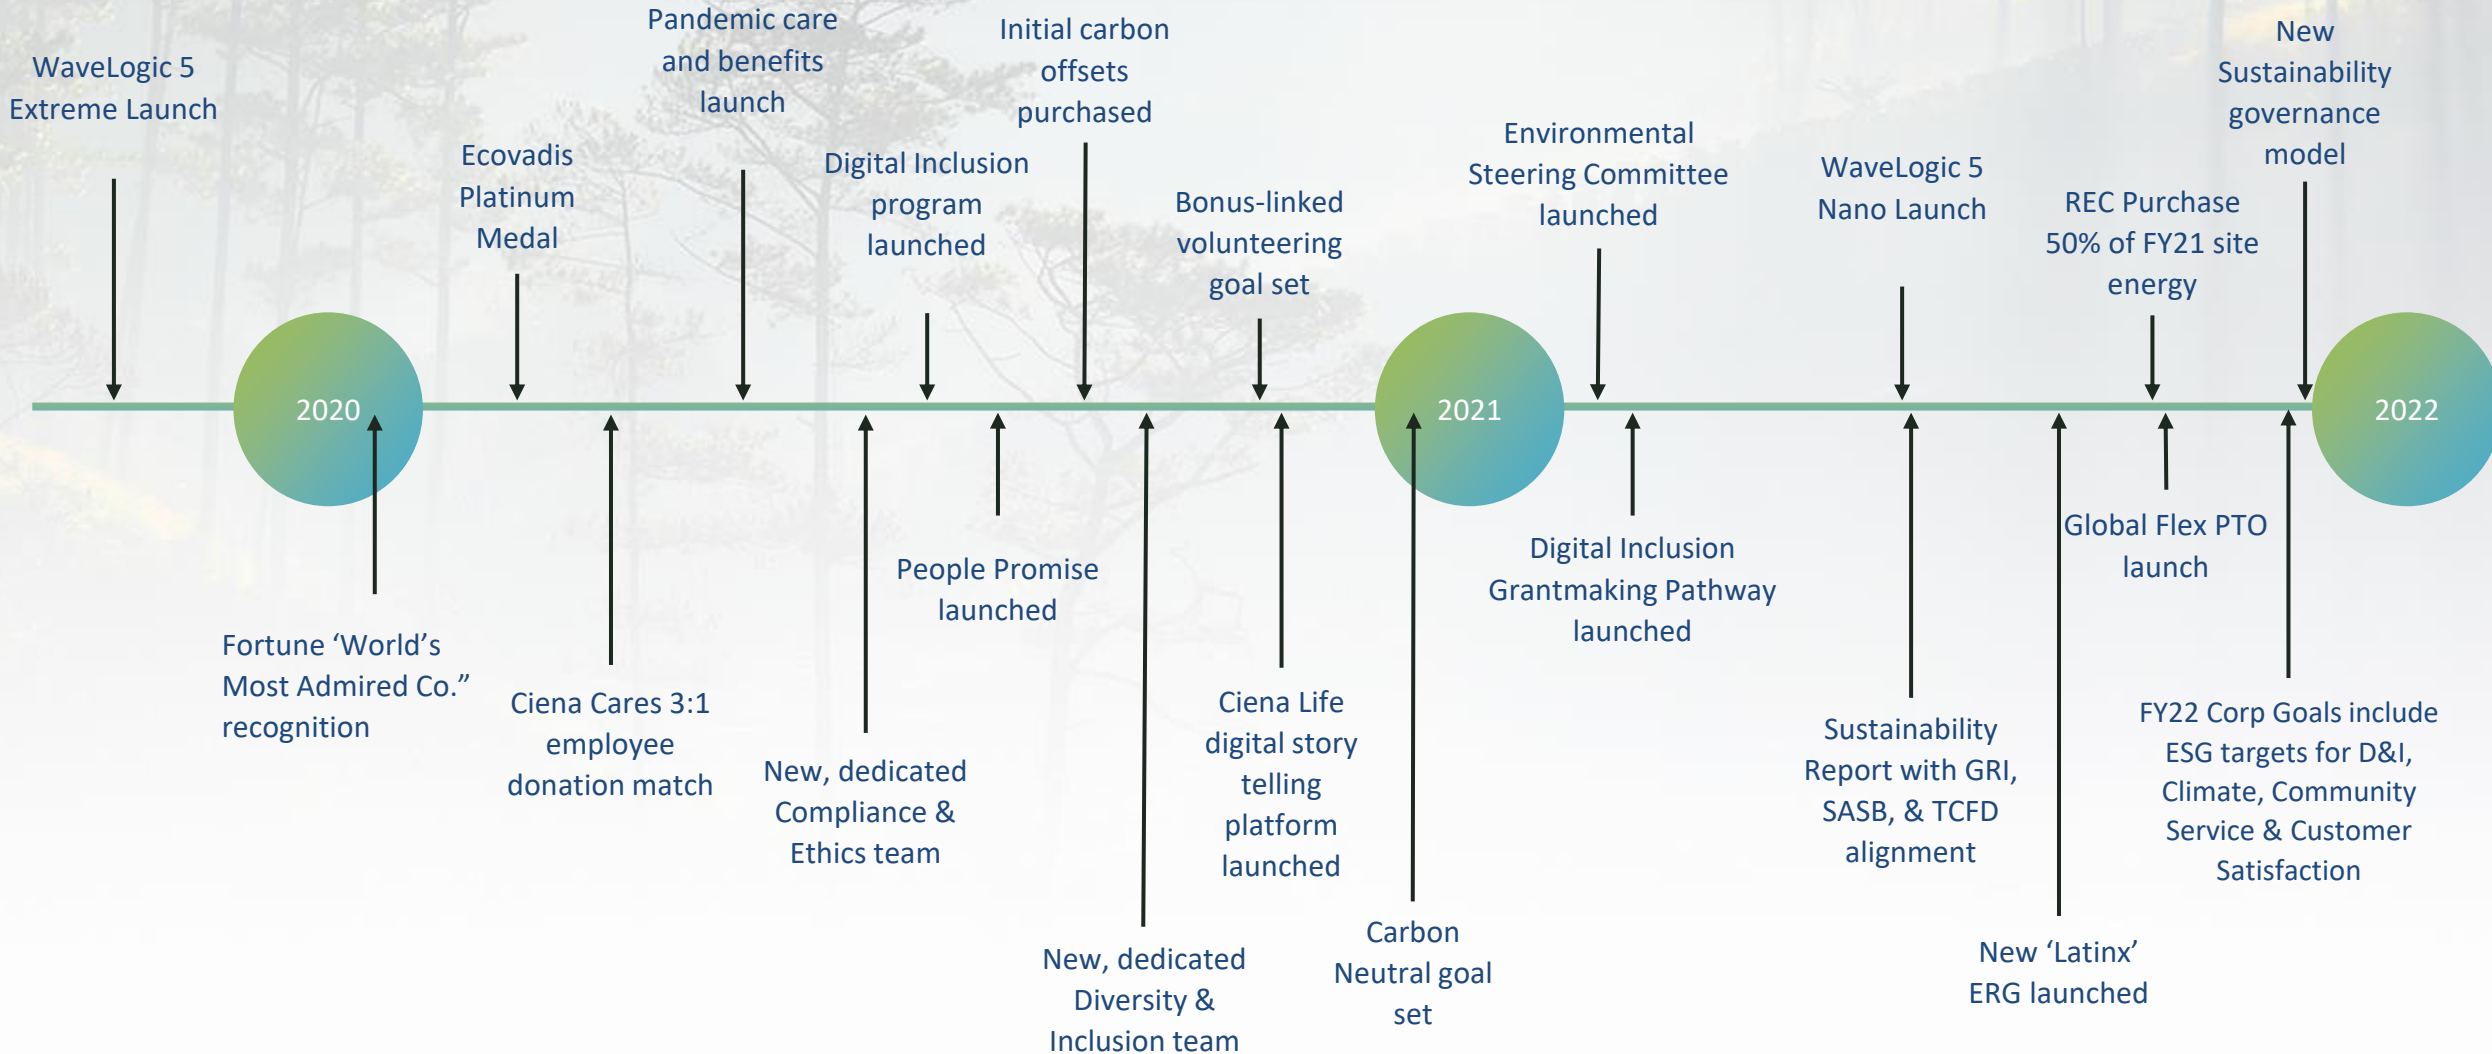 WaveLogic 5
Extreme Launch
Ecovadis
Platinum
Medal
Pandemic care
and benefits
launch
Digital Inclusion
program
launched
Initial carbon
offsets
purchased
Bonus-linked
volunteering
goal set
Environmental
Steering Committee
launched
WaveLogic 5
Nano Launch
REC Purchase
50% of FY21 site
energy
New
Sustainability
governance
model
2020
2021
2022
Fortune ‘World’s
Most Admired Co.”
recognition
Ciena Cares 3:1
employee
donation match
New, dedicated
Compliance &
Ethics team
People Promise
launched
New, dedicated
Diversity &
Inclusion team
Ciena Life
digital story
telling
platform
launched
Carbon
Neutral goal
set
Digital Inclusion
Grantmaking Pathway
launched
Sustainability
Report with GRI,
SASB, & TCFD
alignment
New ‘Latinx’
ERG launched
Global Flex PTO
launch
FY22 Corp Goals include
ESG targets for D&I,
Climate, Community
Service & Customer
Satisfaction